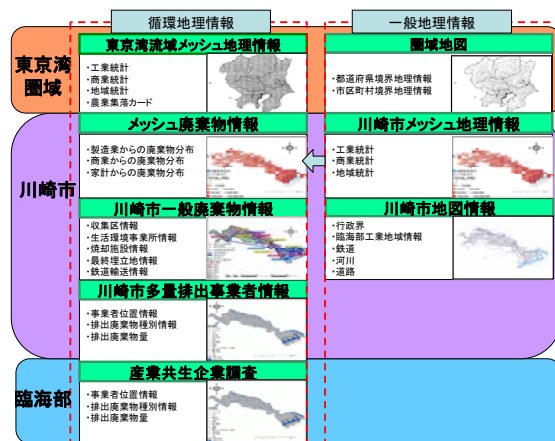 循環地理情報
一般地理情報
東京湾
圏域
東京湾流域メッシュ地理情報
・工業統計
・商業統計
・地域統計
・農業集落カード
圏域地図
・都道府県境界地理情報
・市区町村境界地理情報
川崎市
メッシュ廃棄物情報
・製造業からの廃棄物分布
・商業からの廃棄物分布
・家計からの廃棄物分布
川崎市メッシュ地理情報
・工業統計
・商業統計
・地域統計
川崎市一般廃棄物情報
・収集区情報
・生活環境事業所情報
・焼却施設情報
・最終埋立地情報
・鉄道輸送情報
川崎市地図情報
・行政界
・臨海部工業地域情報
・鉄道
・河川
・道路
川崎市多量排出事業者情報
・事業者位置情報
・排出廃棄物種別情報
・排出廃棄物量
臨海部
産業共生企業調査
・事業者位置情報
・排出廃棄物種別情報
・排出廃棄物量